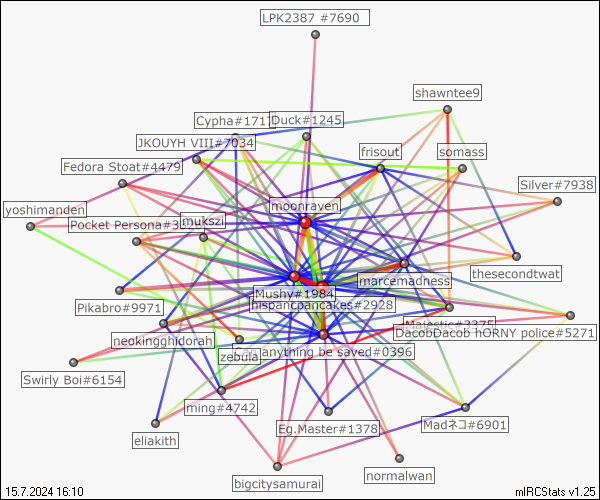 LPK2387 #7690
shawntee9
Cypha#1717
Duck#1245
JKOUYH VIII#7034
frisout
somass
Fedora Stoat#4479
Silver#7938
yoshimanden
moonraven
Pocket Persona#3
mukszi
thesecondtwat
marcemadness
Mushy#1984
Pikabro#9971
hispancpancakes#2928
Majestic#3375
DacobDacob hORNY police#5271
neokingghidorah
zebula
anything be saved#0396
Swirly Boi#6154
ming#4742
Eg.Master#1378
Madネコ#6901
eliakith
bigcitysamurai
normalwan
15.7.2024 16:10
mIRCStats v1.25